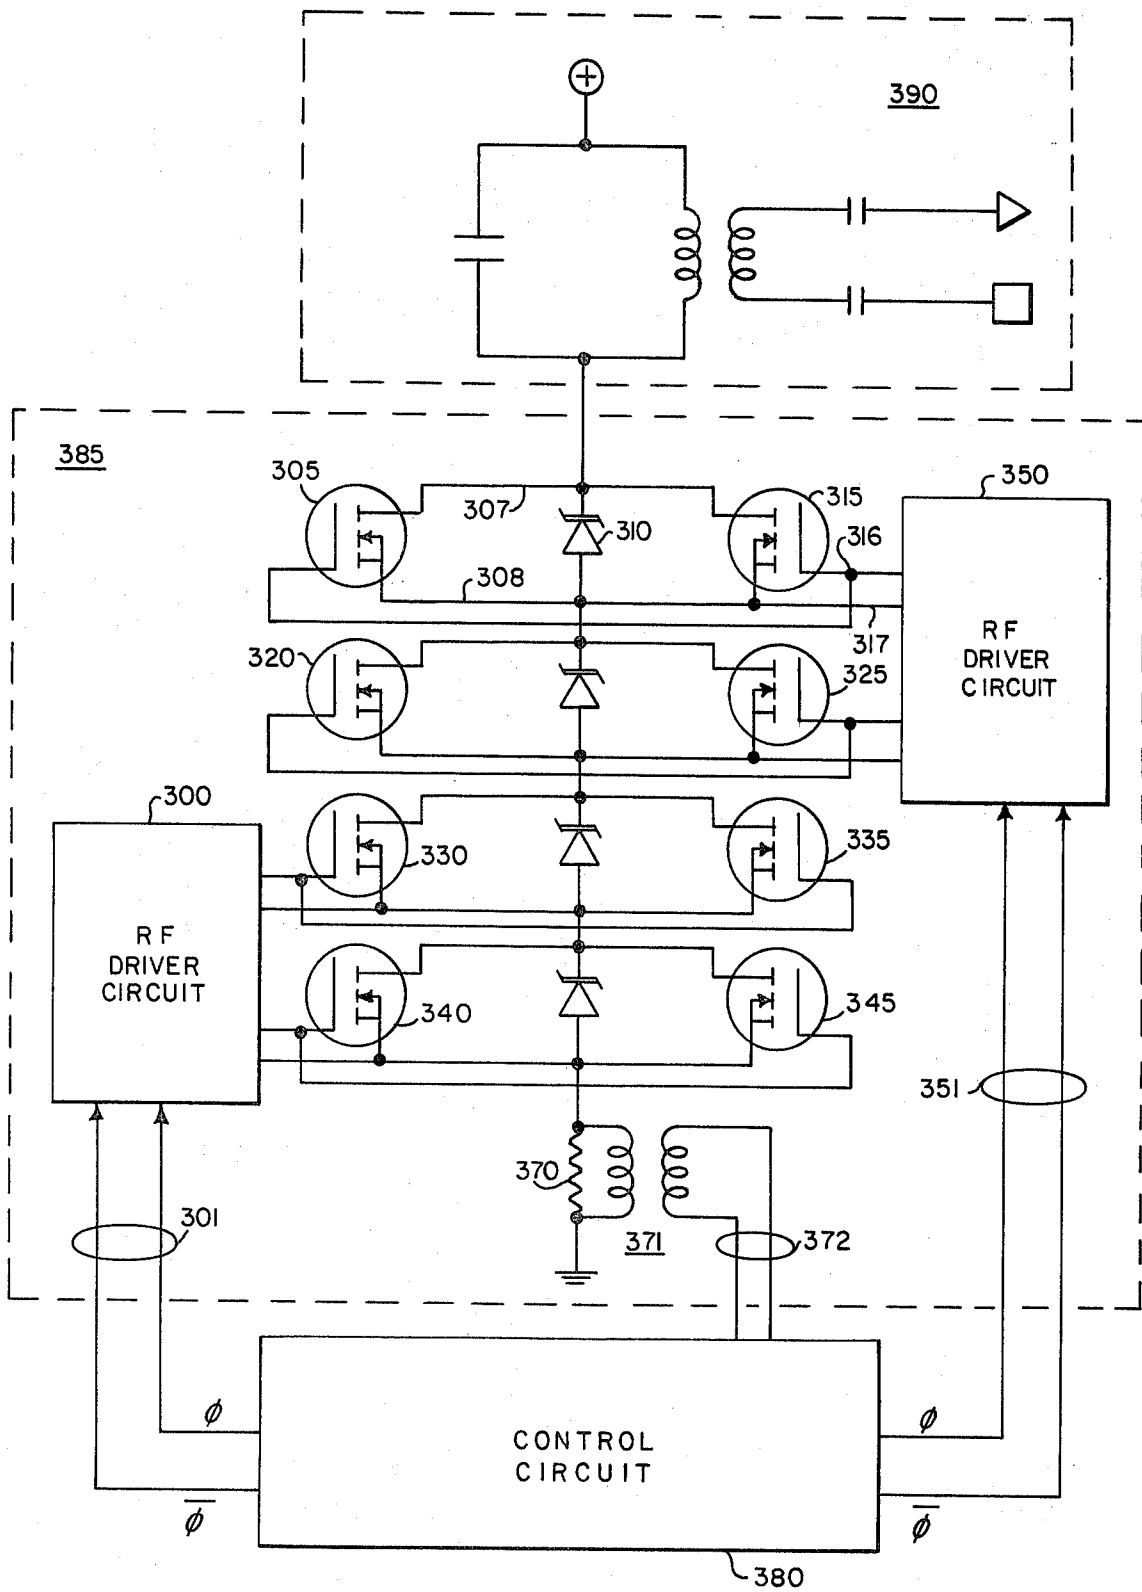 390
385
305
307
310
315
350
316
308
317
320
325
RF
DRIVER
CIRCUIT
300
330
335
RF
DRIVER
CIRCUIT
340
345
351
370
301
371
372
ϕ
ϕ
CONTROL
CIRCUIT
ϕ̅
ϕ̅
380